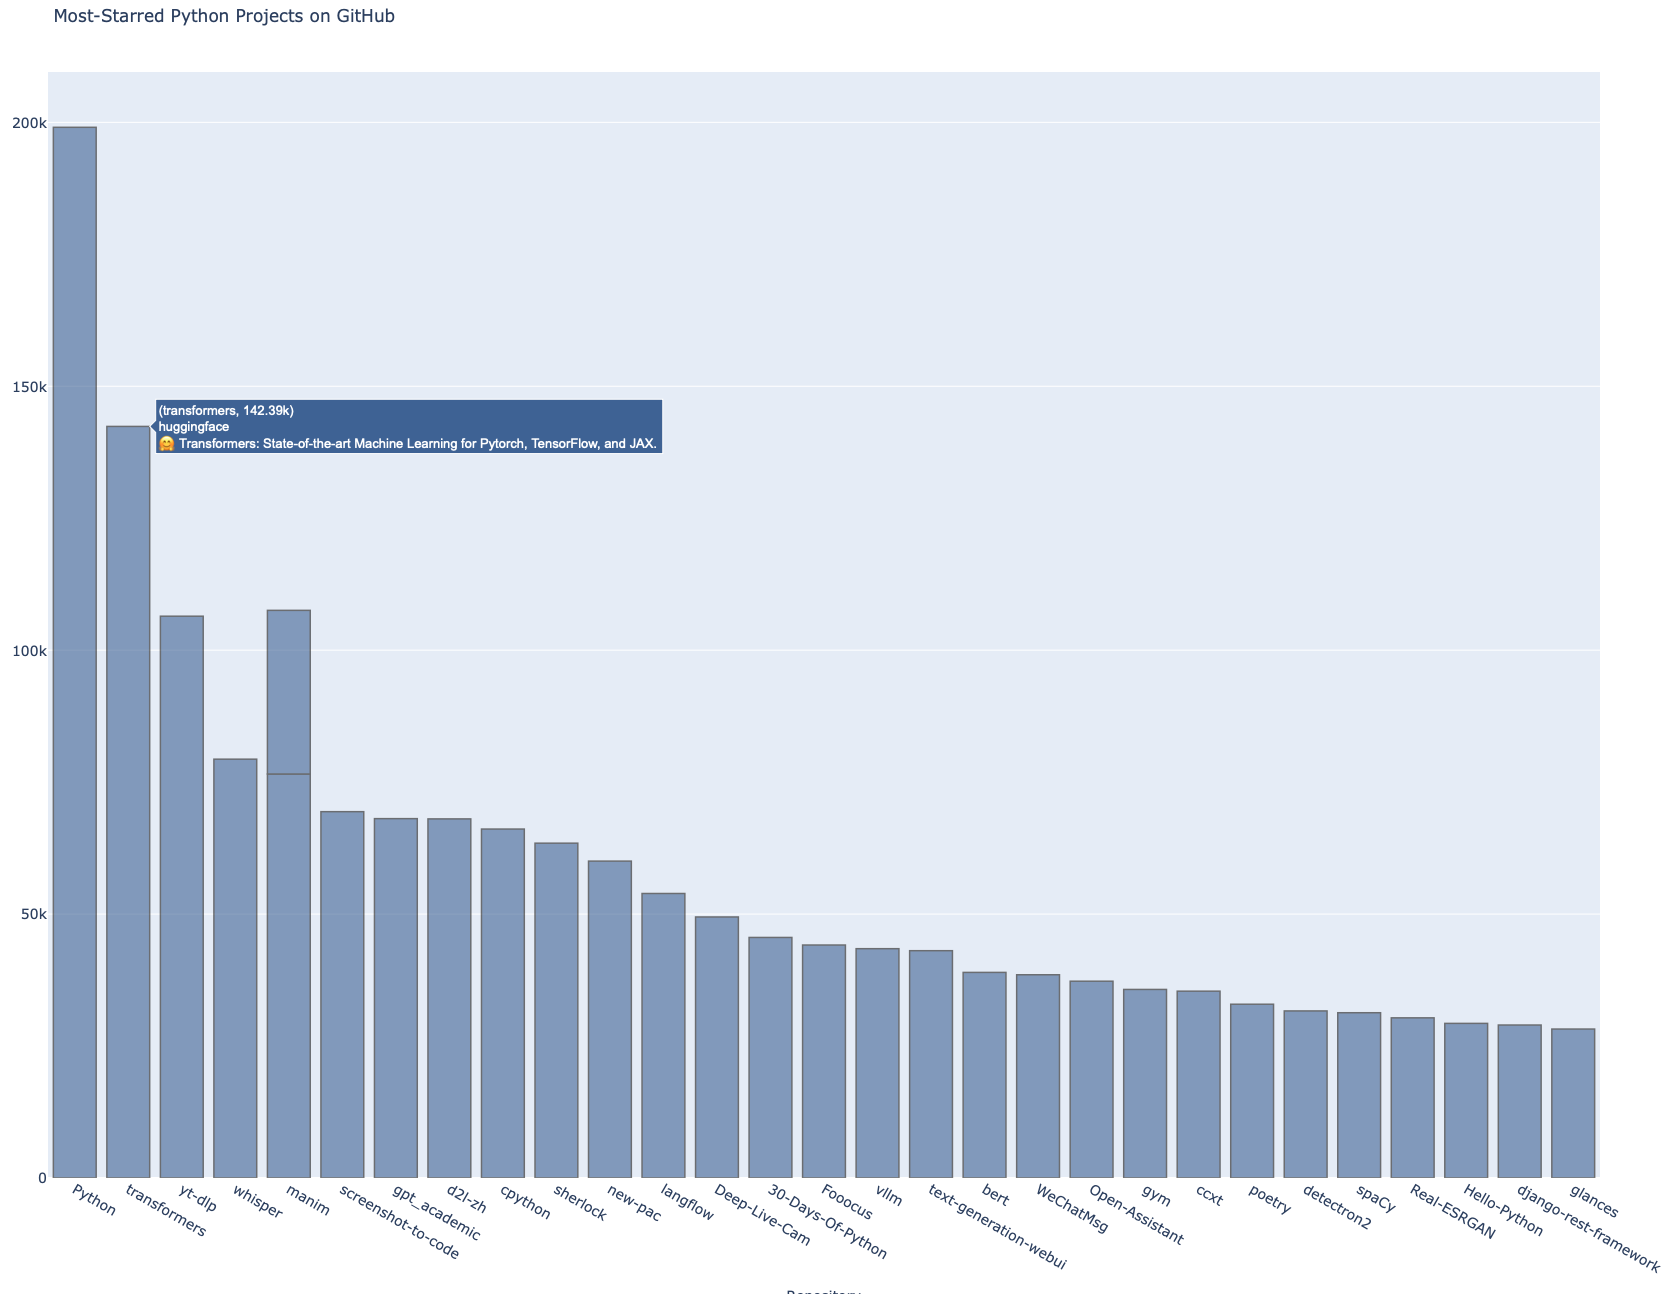 Most-Starred Python Projects on GitHub
200k
150k
(transformers, 142.39k)
huggingface
🤗 Transformers: State-of-the-art Machine Learning for Pytorch, TensorFlow, and JAX.
100k
50k
0
Python
transformers
yt-dlp
whisper
manim
screenshot-to-code
gpt_academic
d2l-zh
cpython
sherlock
new-pac
langflow
Deep-Live-Cam
30-Days-Of-Python
Fooocus
vllm
text-generation-webui
bert
WeChatMsg
Open-Assistant
gym
ccxt
poetry
detectron2
spaCy
Real-ESRGAN
Hello-Python
django-rest-framework
glances
Repository